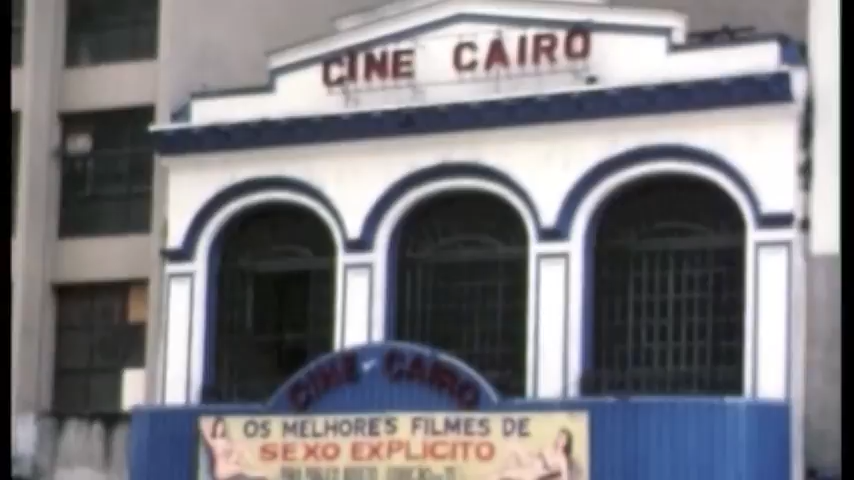 CINE CAIRO
CINE CAIRO
OS MELHORES FILMES DE
SEXO EXPLICITO